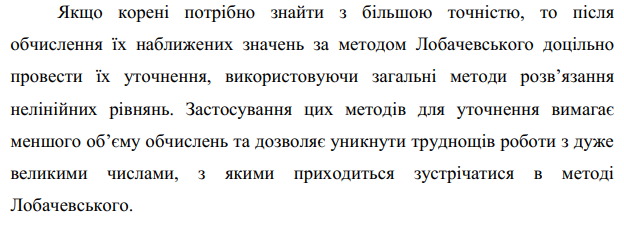 Якщо корені потрібно знайти з більшою точністю, то після
обчислення їх наближених значень за методом Лобачевського доцільно
провести їх уточнення, використовуючи загальні методи розв’язання
нелінійних рівнянь. Застосування цих методів для уточнення вимагає
меншого об’єму обчислень та дозволяє уникнути труднощів роботи з дуже
великими числами, з якими приходиться зустрічатися в методі
Лобачевського.